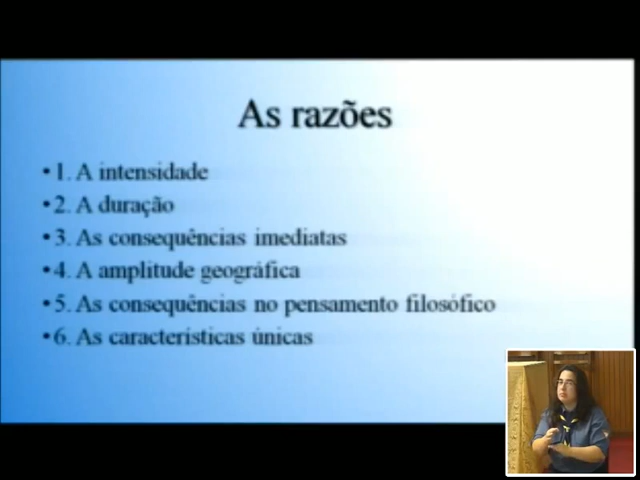 As razões
•1. A intensidade
•2. A duração
•3. As consequências imediatas
•4. A amplitude geográfica
•5. As consequências no pensamento filosófico
•6. As características únicas